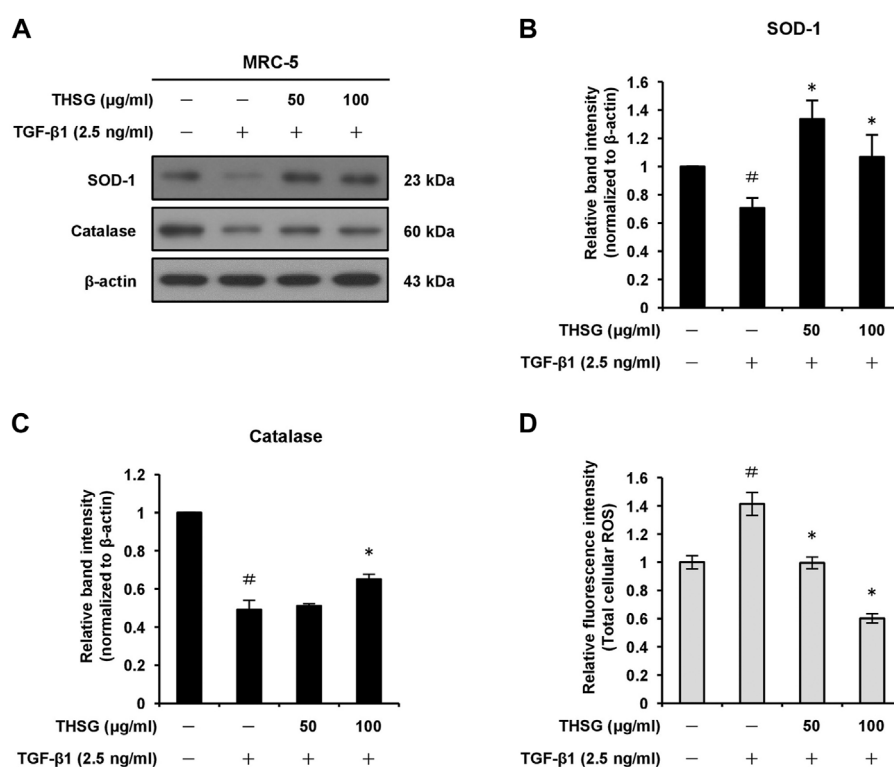 A
MRC-5
THSG (μg/ml) − − 50 100
TGF-β1 (2.5 ng/ml) − + + +
SOD-1 23 kDa
Catalase 60 kDa
β-actin 43 kDa
B
SOD-1
Relative band intensity
(normalized to β-actin)
1.6
1.4
1.2
1
0.8
0.6
0.4
0.2
0
# * *
THSG (μg/ml) − − 50 100
TGF-β1 (2.5 ng/ml) − + + +
C
Catalase
Relative band intensity
(normalized to β-actin)
1.2
1
0.8
0.6
0.4
0.2
0
# *
THSG (μg/ml) − − 50 100
TGF-β1 (2.5 ng/ml) − + + +
D
Relative fluorescence intensity
(Total cellular ROS)
1.6
1.4
1.2
1
0.8
0.6
0.4
0.2
0
# * *
THSG (μg/ml) − − 50 100
TGF-β1 (2.5 ng/ml) − + + +